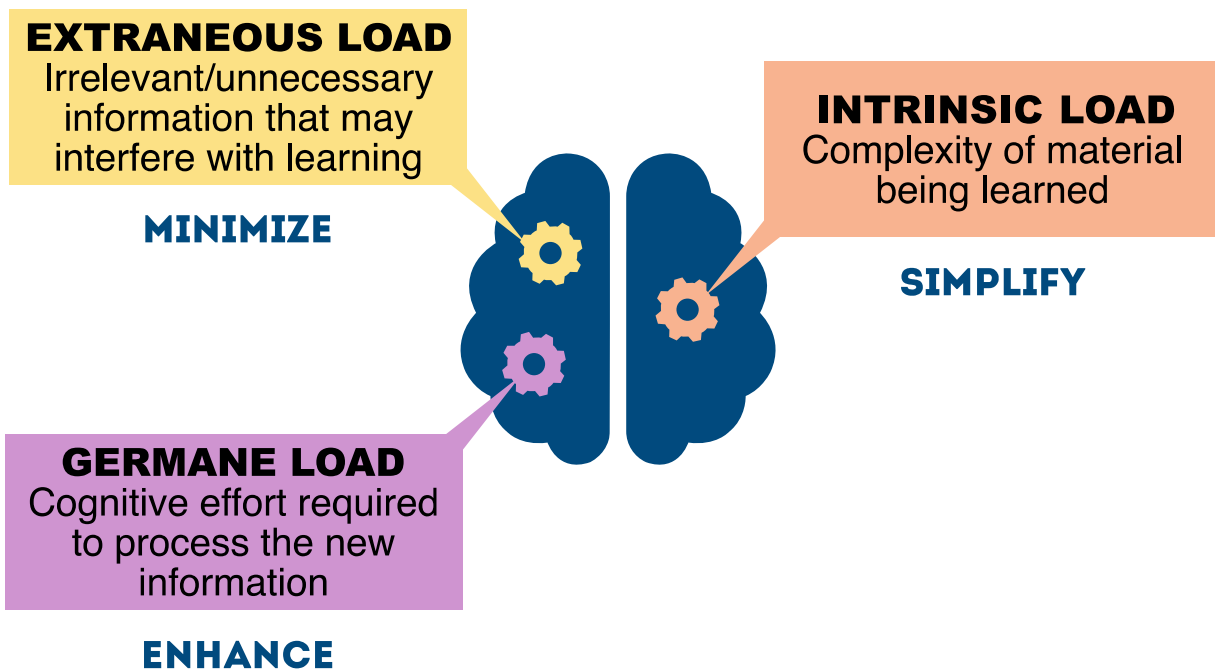 EXTRANEOUS LOAD
Irrelevant/unnecessary
information that may
interfere with learning
MINIMIZE
INTRINSIC LOAD
Complexity of material
being learned
SIMPLIFY
GERMANE LOAD
Cognitive effort required
to process the new
information
ENHANCE